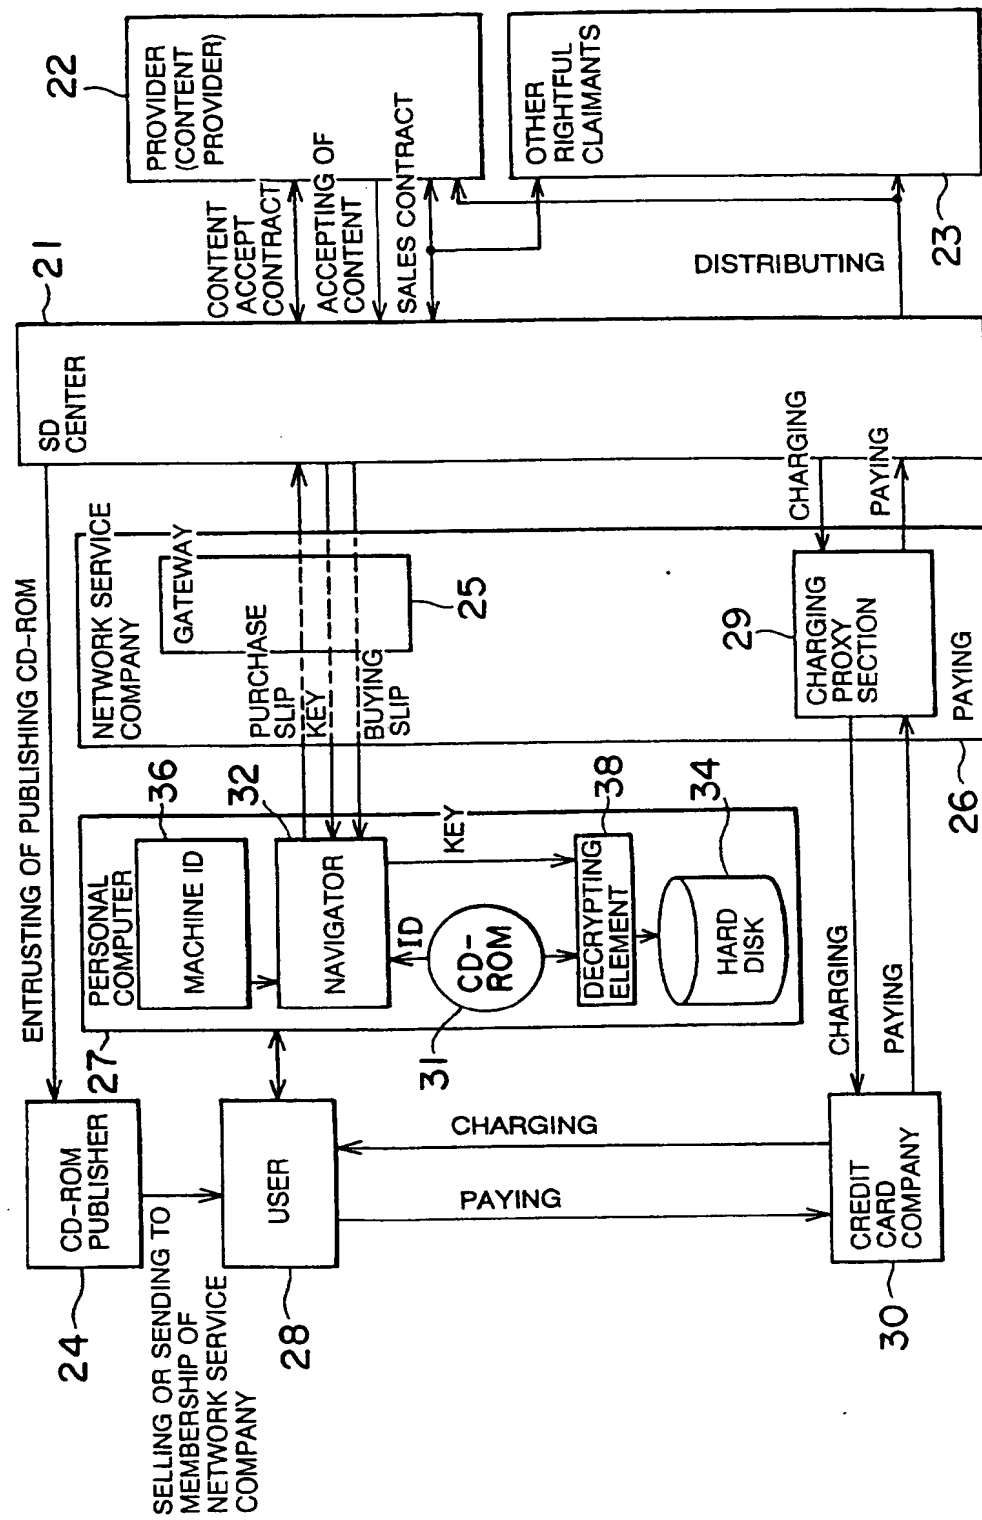 SELLING OR SENDING TO
MEMBERSHIP OF
NETWORK SERVICE
COMPANY
24
CD-ROM
PUBLISHER
ENTRUSTING OF PUBLISHING CD-ROM
28
USER
27
PERSONAL
COMPUTER
MACHINE ID
36
NAVIGATOR
32
ID
CD-
ROM
31
KEY
DECRYPTING
ELEMENT
38
HARD
DISK
34
CHARGING
PAYING
30
CREDIT
CARD
COMPANY
CHARGING
PAYING
NETWORK SERVICE
COMPANY
GATEWAY
25
PURCHASE
SLIP
KEY
BUYING
SLIP
29
CHARGING
PROXY
SECTION
PAYING
26
CHARGING
PAYING
SD
CENTER
21
CONTENT
ACCEPT
CONTRACT
ACCEPTING OF
CONTENT
SALES CONTRACT
DISTRIBUTING
22
PROVIDER
(CONTENT
PROVIDER)
OTHER
RIGHTFUL
CLAIMANTS
23